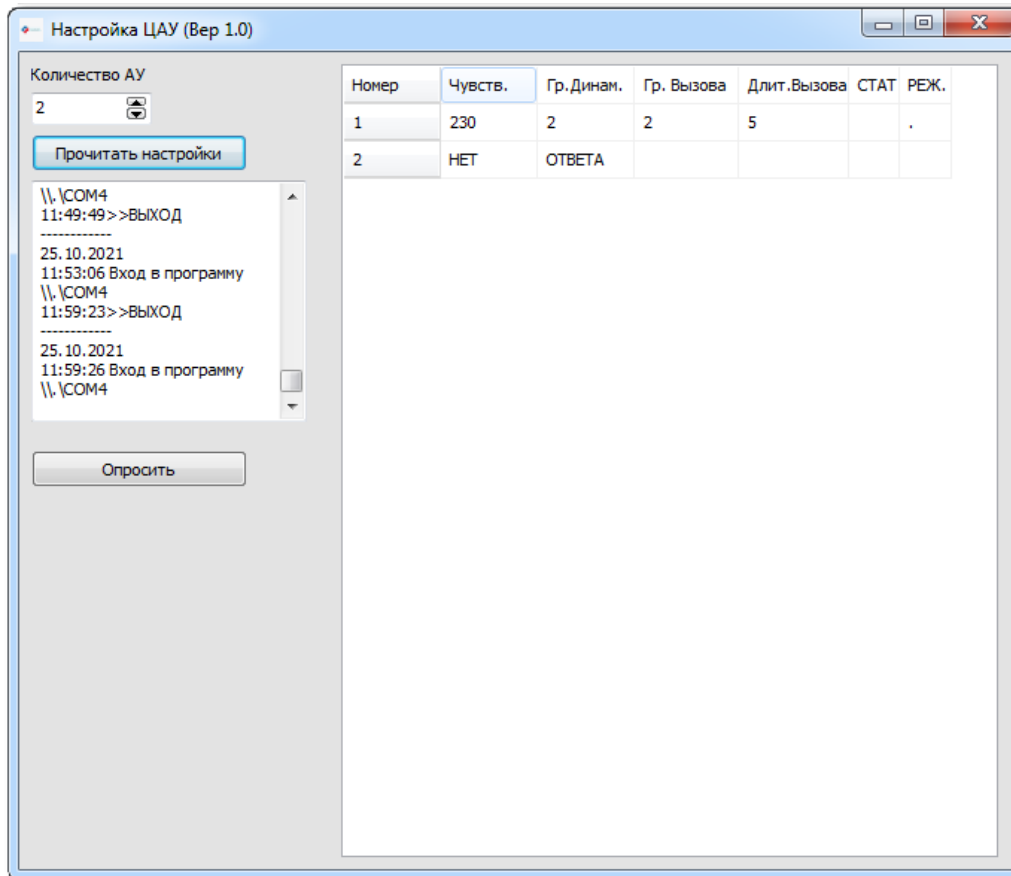 Настройка ЦАУ (Вер 1.0)
Количество АУ
2
Прочитать настройки
\\.\COM4
11:49:49>>ВЫХОД
------------
25.10.2021
11:53:06 Вход в программу
\\.\COM4
11:59:23>>ВЫХОД
------------
25.10.2021
11:59:26 Вход в программу
\\.\COM4
Опросить
Номер Чувств. Гр.Динам. Гр. Вызова Длит.Вызова СТАТ РЕЖ.
1 230 2 2 5 .
2 НЕТ ОТВЕТА